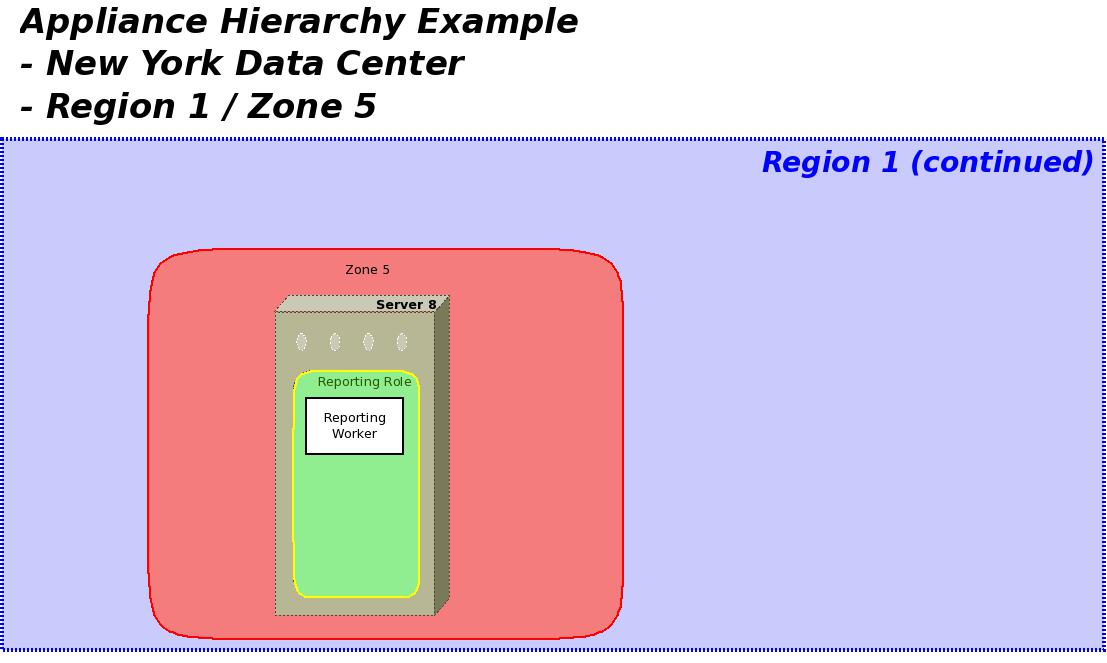 Appliance Hierarchy Example
- New York Data Center
- Region 1 / Zone 5
Region 1 (continued)
Zone 5
Server 8
Reporting Role
Reporting
Worker